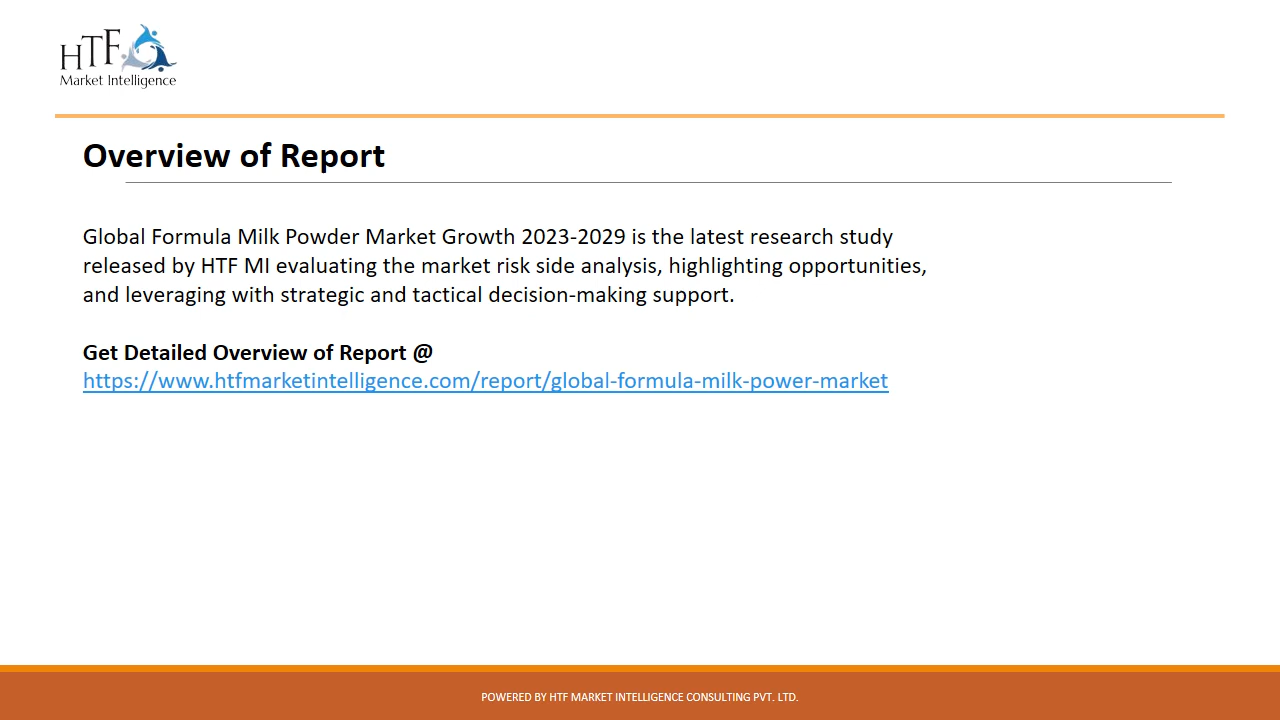 HTF
Market Intelligence
Overview of Report
Global Formula Milk Powder Market Growth 2023-2029 is the latest research study
released by HTF MI evaluating the market risk side analysis, highlighting opportunities,
and leveraging with strategic and tactical decision-making support.
Get Detailed Overview of Report @
https://www.htfmarketintelligence.com/report/global-formula-milk-power-market
POWERED BY HTF MARKET INTELLIGENCE CONSULTING PVT. LTD.